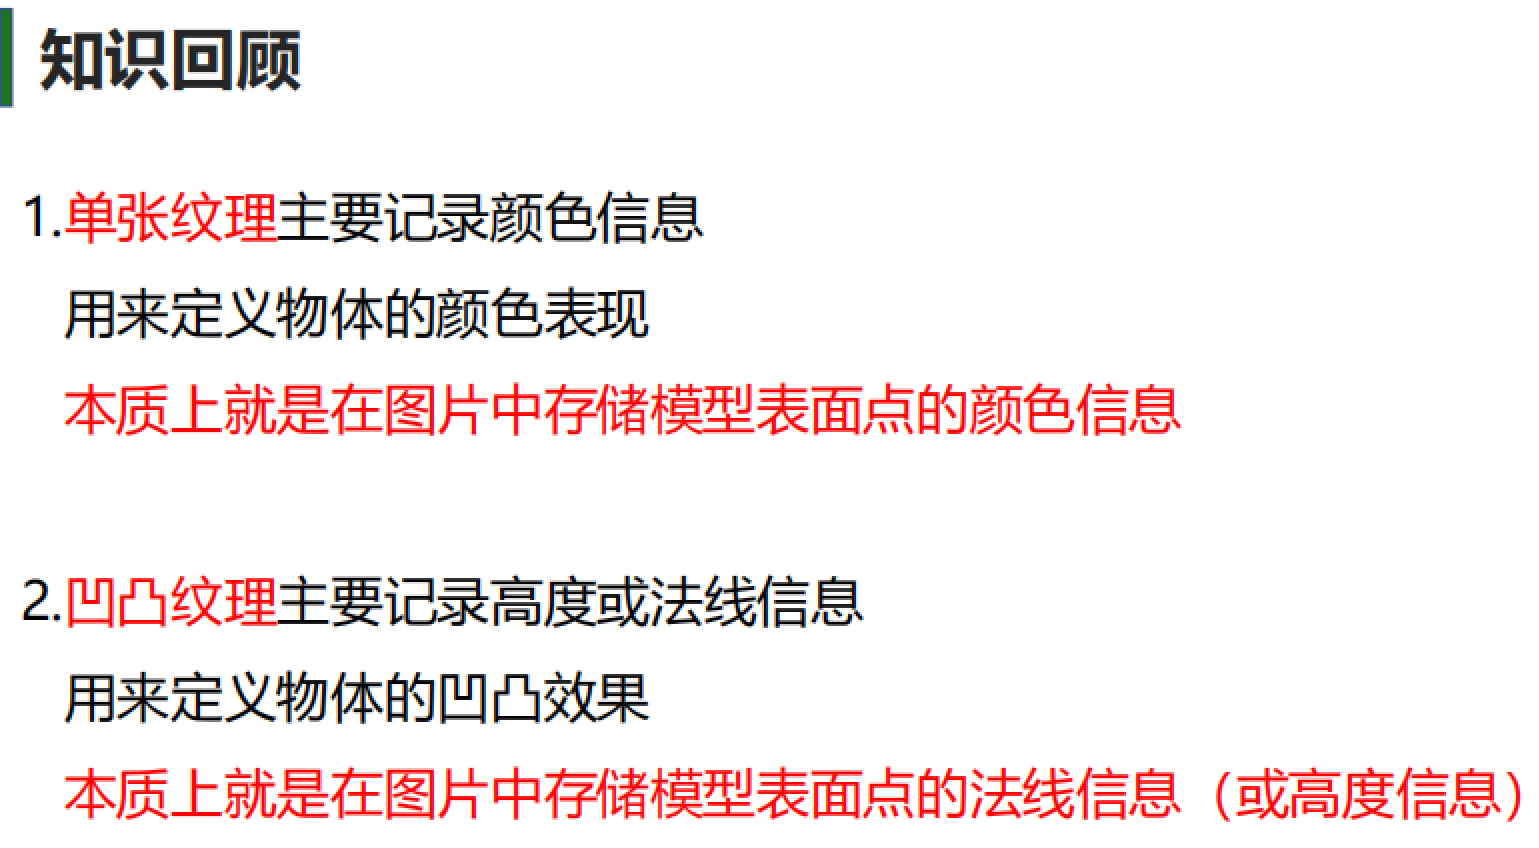 知识回顾
1.单张纹理主要记录颜色信息
用来定义物体的颜色表现
本质上就是在图片中存储模型表面点的颜色信息
2.凹凸纹理主要记录高度或法线信息
用来定义物体的凹凸效果
本质上就是在图片中存储模型表面点的法线信息（或高度信息）